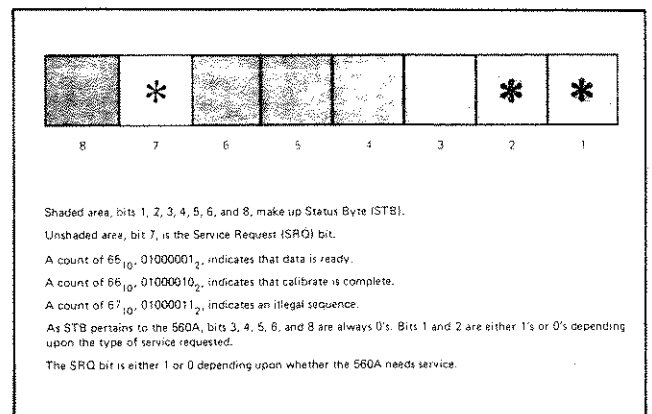 * * *
8 7 6 5 4 3 2 1
Shaded area, bits 1, 2, 3, 4, 5, 6, and 8, make up Status Byte (STB).
Unshaded area, bit 7, is the Service Request (SRQ) bit.
A count of 65₁₀, 01000001₂, indicates that data is ready.
A count of 66₁₀, 01000010₂, indicates that calibrate is complete.
A count of 67₁₀, 01000011₂, indicates an illegal sequence.
As STB pertains to the 560A, bits 3, 4, 5, 6, and 8 are always 0's. Bits 1 and 2 are either 1's or 0's depending
upon the type of service requested.
The SRQ bit is either 1 or 0 depending upon whether the 560A needs service.